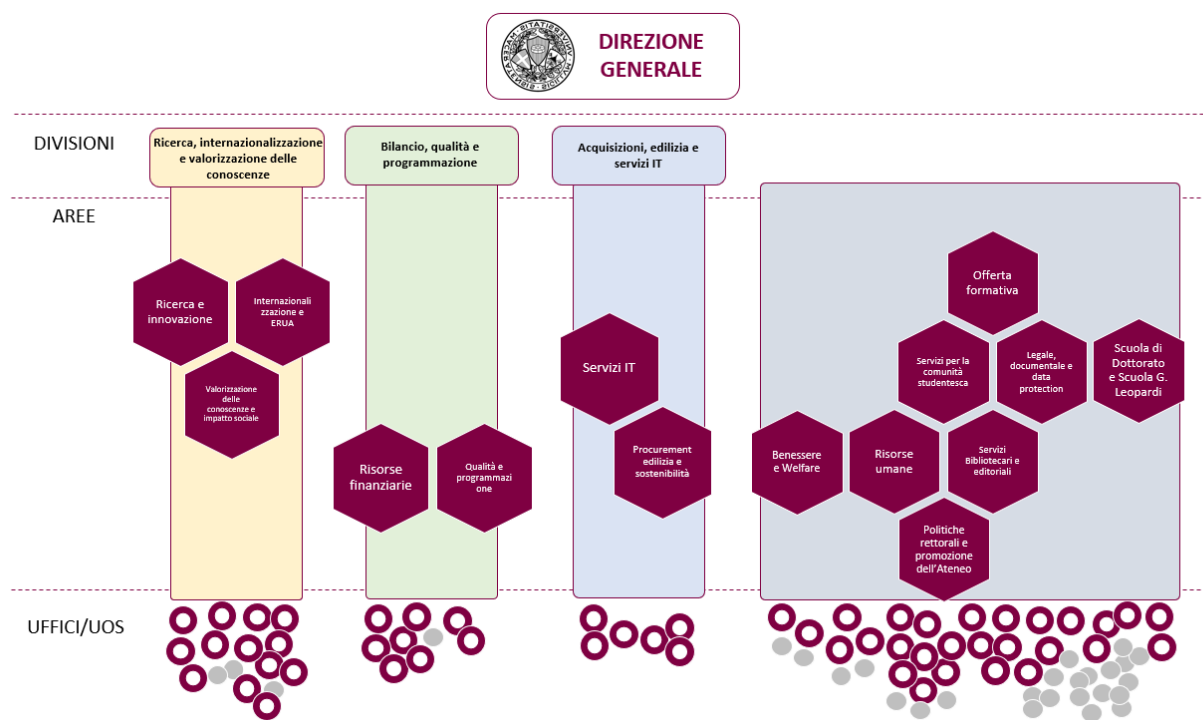 DIREZIONE
GENERALE
DIVISIONI
Ricerca, internazionalizzazione
e valorizzazione delle
conoscenze
Bilancio, qualità e
programmazione
Acquisizioni, edilizia e
servizi IT
AREE
Ricerca e
innovazione
Internazionali
zzazione e
ERUA
Valorizzazione
delle
conoscenze e
impatto sociale
Risorse
finanziarie
Qualità e
programmazi
one
Servizi IT
Procurement
edilizia e
sostenibilità
Offerta
formativa
Servizi per la
comunità
studentesca
Legale,
documentale e
data
protection
Scuola di
Dottorato
e Scuola G.
Leopardi
Benessere
e Welfare
Risorse
umane
Servizi
Bibliotecari e
editoriali
Politiche
rettorali e
promozione
dell'Ateneo
UFFICI/UOS